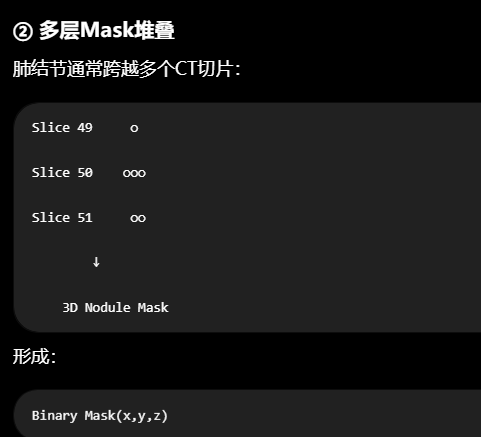 ② 多层Mask堆叠
肺结节通常跨越多个CT切片：
Slice 49     o
Slice 50    ooo
Slice 51     oo
↓
3D Nodule Mask
形成：
Binary Mask(x,y,z)